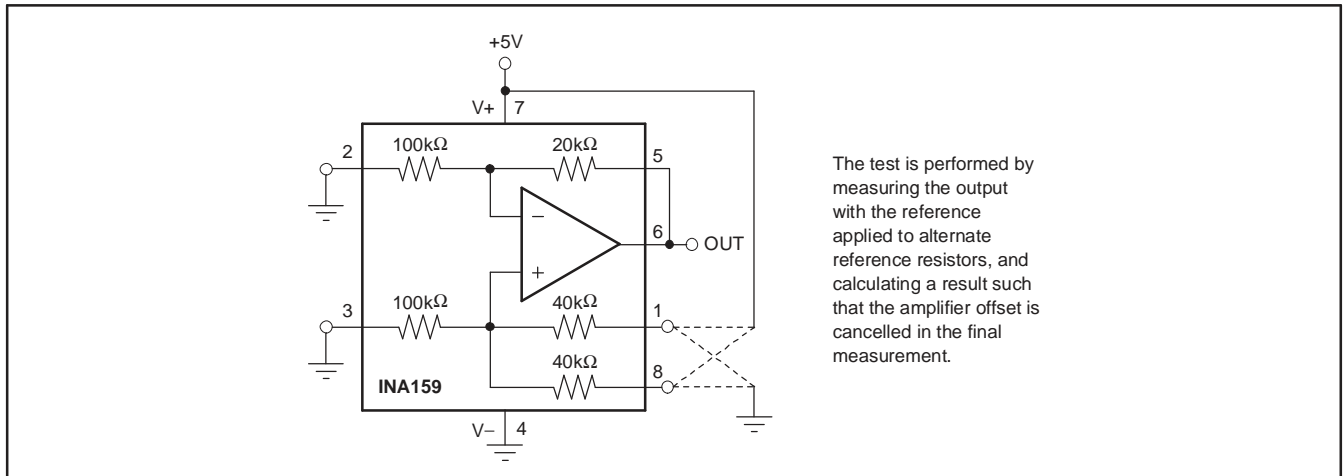 +5V
V+ 7
100kΩ 20kΩ
2 5
−
6 OUT
+
100kΩ 40kΩ
3 1
40kΩ
8
INA159
V− 4
The test is performed by
measuring the output
with the reference
applied to alternate
reference resistors, and
calculating a result such
that the amplifier offset is
cancelled in the final
measurement.